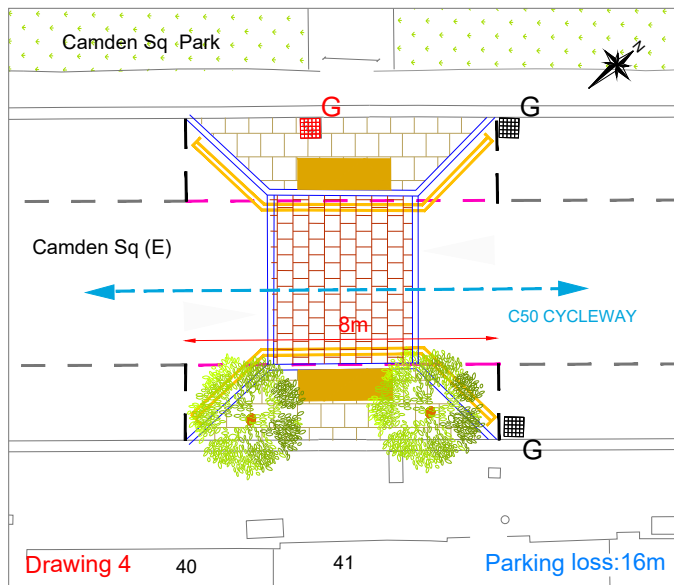 Camden Sq Park
N
G
G
Camden Sq (E)
C50 CYCLEWAY
8m
G
Drawing 4
40
41
Parking loss:16m